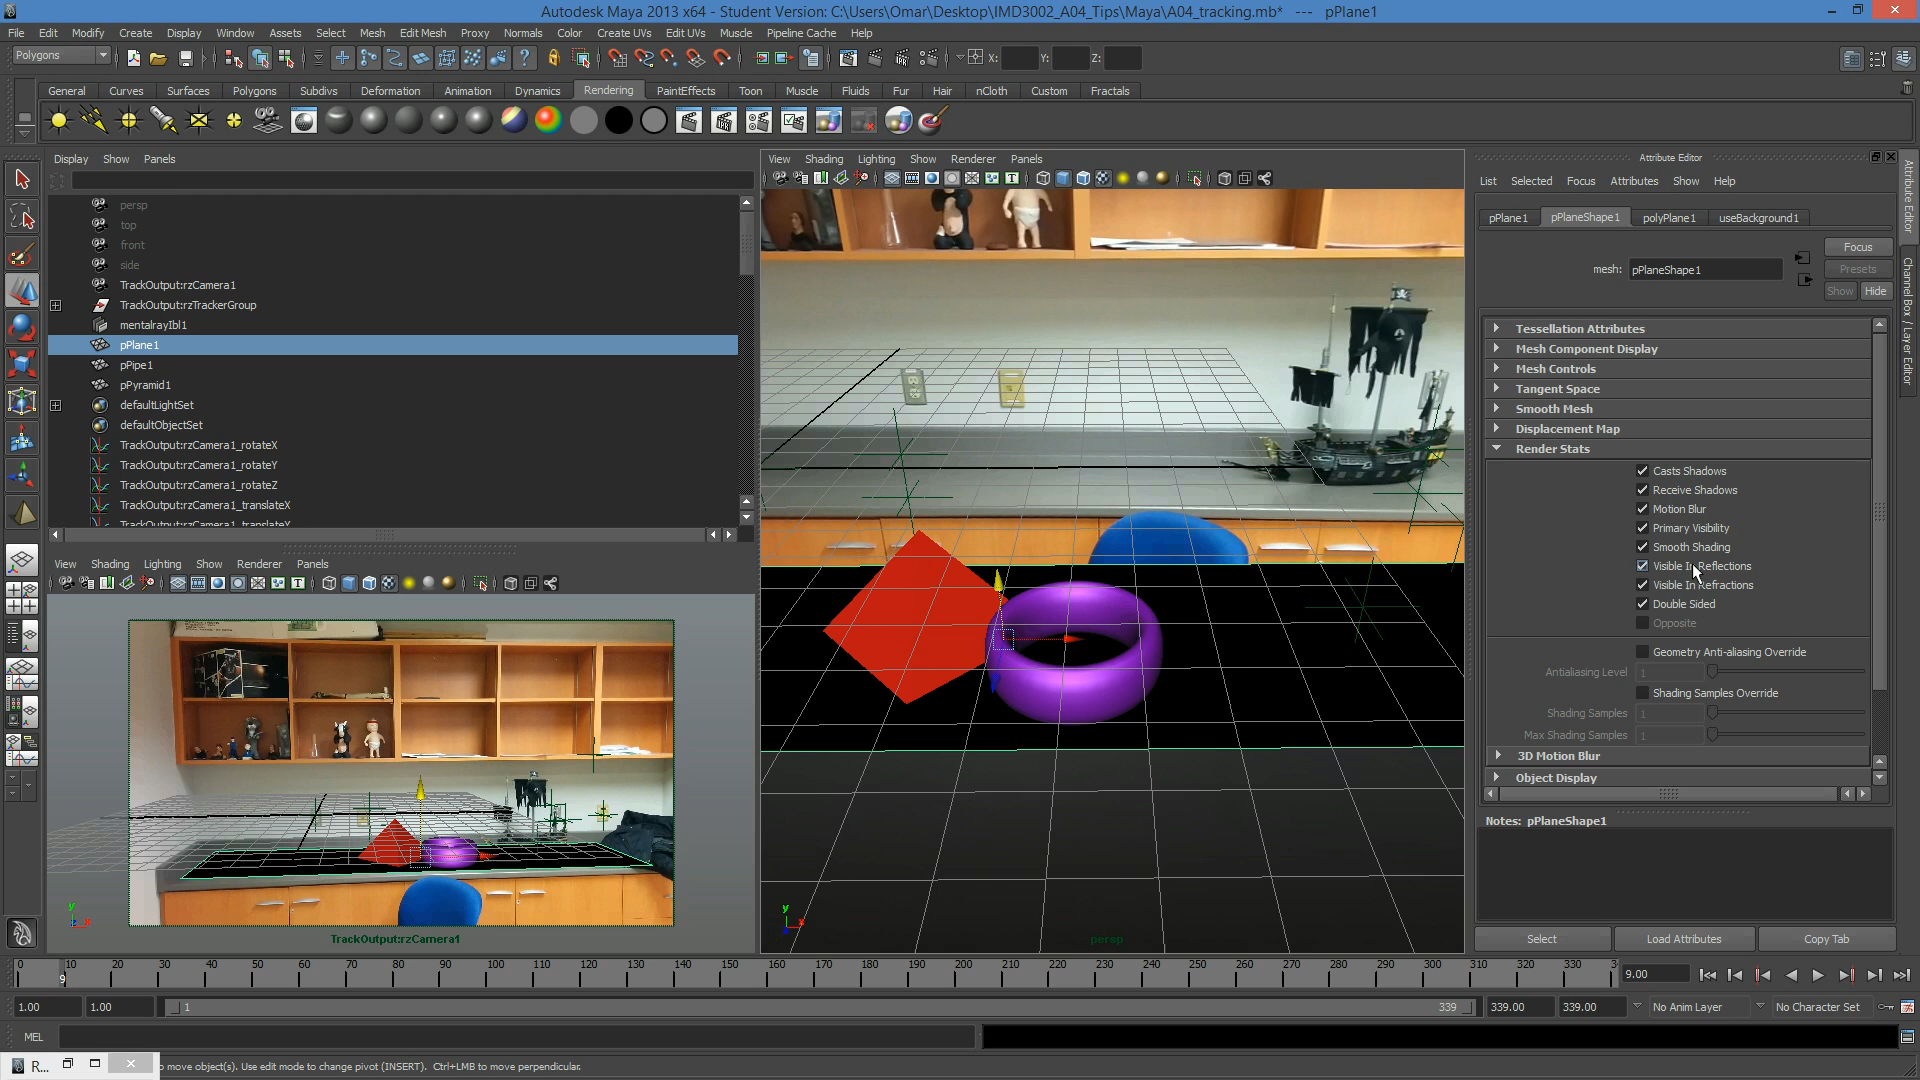 Autodesk Maya 2013 x64 - Student Version: C:\Users\Omar\Desktop\IMD3002_A04_Tips\Maya\A04_tracking.mb* --- pPlane1
File Edit Modify Create Display Window Assets Select Mesh Edit Mesh Proxy Normals Color Create UVs Edit UVs Muscle Pipeline Cache Help
Polygons X: Y: Z:
General Curves Surfaces Polygons Subdivs Deformation Animation Dynamics Rendering PaintEffects Toon Muscle Fluids Fur Hair nCloth Custom Fractals
Display Show Panels
persp
top
front
side
TrackOutput:rzCamera1
TrackOutput:rzTrackerGroup
mentalrayIbl1
pPlane1
pPipe1
pPyramid1
defaultLightSet
defaultObjectSet
TrackOutput:rzCamera1_rotateX
TrackOutput:rzCamera1_rotateY
TrackOutput:rzCamera1_rotateZ
TrackOutput:rzCamera1_translateX
TrackOutput:rzCamera1_translateY
View Shading Lighting Show Renderer Panels
TrackOutput:rzCamera1
y
View Shading Lighting Show Renderer Panels
persp
y
Attribute Editor
List Selected Focus Attributes Show Help
pPlane1 pPlaneShape1 polyPlane1 useBackground1
mesh: pPlaneShape1
Focus
Presets
Show Hide
Tessellation Attributes
Mesh Component Display
Mesh Controls
Tangent Space
Smooth Mesh
Displacement Map
Render Stats
Casts Shadows
Receive Shadows
Motion Blur
Primary Visibility
Smooth Shading
Visible In Reflections
Visible In Refractions
Double Sided
Opposite
Geometry Anti-aliasing Override
Antialiasing Level 1
Shading Samples Override
Shading Samples 1
Max Shading Samples 1
3D Motion Blur
Object Display
Notes: pPlaneShape1
Select Load Attributes Copy Tab
Attribute Editor
Channel Box / Layer Editor
0 10 20 30 40 50 60 70 80 90 100 110 120 130 140 150 160 170 180 190 200 210 220 230 240 250 260 270 280 290 300 310 320 330 3
9
9.00
1.00 1.00 1 339 339.00 339.00 No Anim Layer No Character Set
MEL
R... o move object(s). Use edit mode to change pivot (INSERT). Ctrl+LMB to move perpendicular.